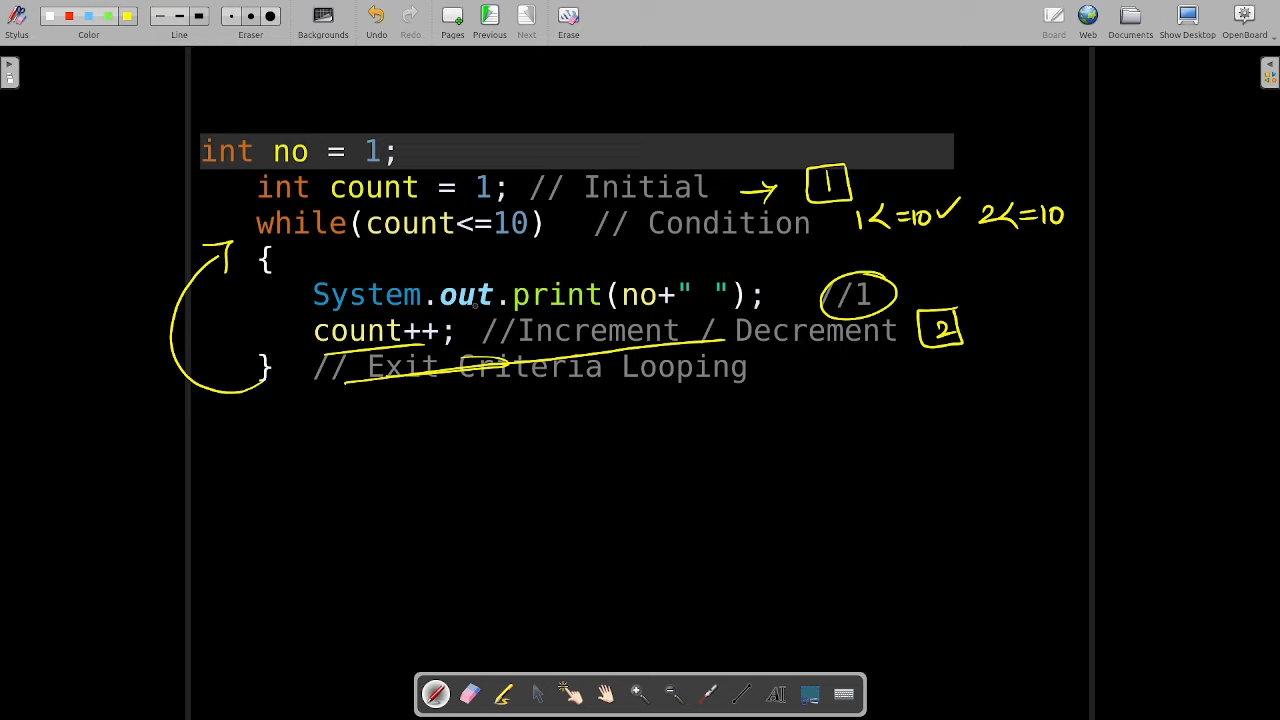 Stylus Color Line Eraser Backgrounds Undo Redo Pages Previous Next Erase Board Web Documents Show Desktop OpenBoard
int no = 1;
int count = 1; // Initial → 1
while(count<=10) // Condition 1<=10 ✓ 2<=10
{
System.out.print(no+" "); //1
count++; //Increment / Decrement 2
} // Exit Criteria Looping
AI